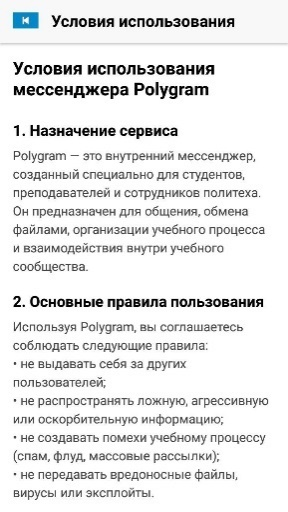 Условия использования
Условия использования
мессенджера Polygram
1. Назначение сервиса
Polygram — это внутренний мессенджер,
созданный специально для студентов,
преподавателей и сотрудников политеха.
Он предназначен для общения, обмена
файлами, организации учебного процесса
и взаимодействия внутри учебного
сообщества.
2. Основные правила пользования
Используя Polygram, вы соглашаетесь
соблюдать следующие правила:
• не выдавать себя за других
пользователей;
• не распространять ложную, агрессивную
или оскорбительную информацию;
• не создавать помехи учебному процессу
(спам, флуд, массовые рассылки);
• не передавать вредоносные файлы,
вирусы или эксплойты.